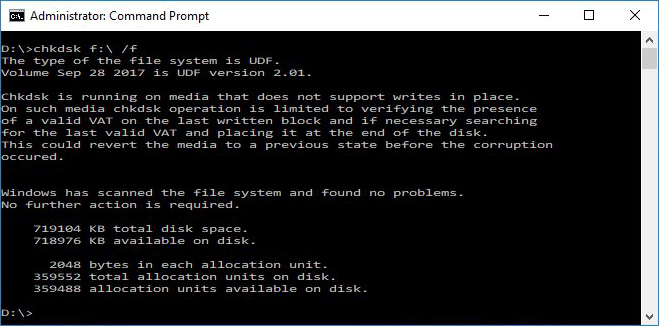 Administrator: Command Prompt
D:\>chkdsk f:\ /f
The type of the file system is UDF.
Volume Sep 28 2017 is UDF version 2.01.
Chkdsk is running on media that does not support writes in place.
On such media chkdsk operation is limited to verifying the presence
of a valid VAT on the last written block and if necessary searching
for the last valid VAT and placing it at the end of the disk.
This could revert the media to a previous state before the corruption
occured.
Windows has scanned the file system and found no problems.
No further action is required.
719104 KB total disk space.
718976 KB available on disk.
2048 bytes in each allocation unit.
359552 total allocation units on disk.
359488 allocation units available on disk.
D:\>